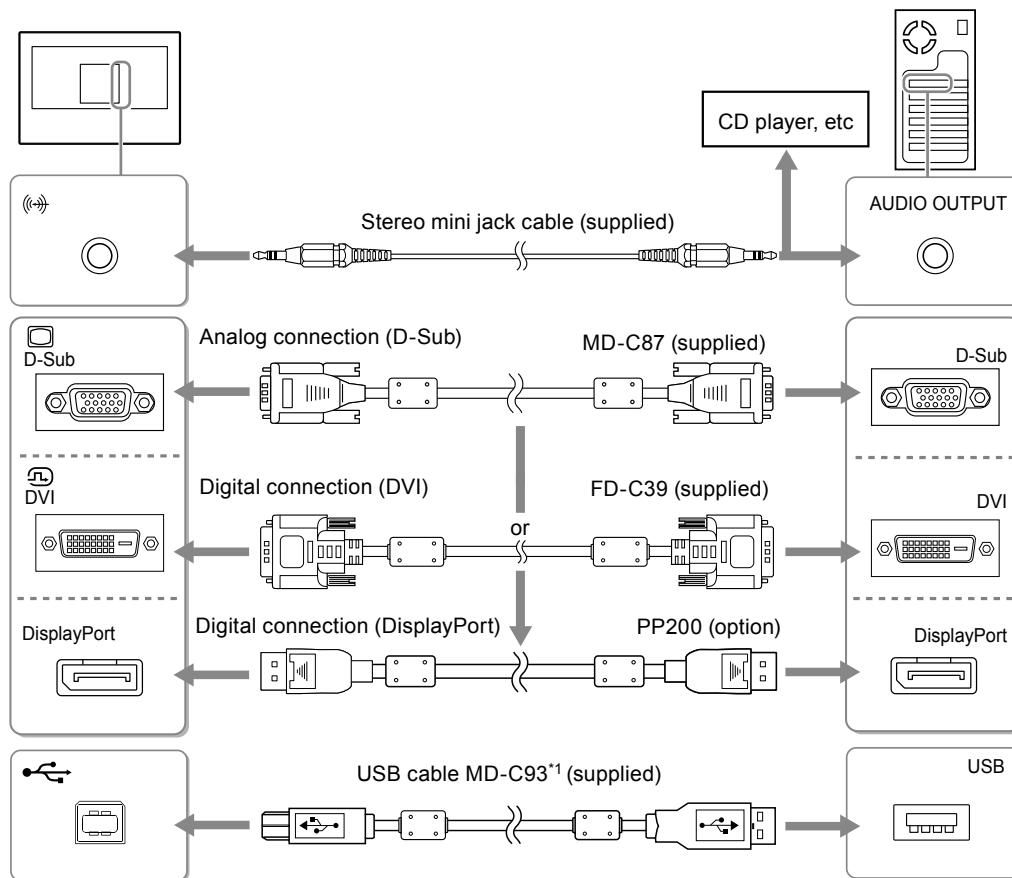 CD player, etc
AUDIO OUTPUT
Stereo mini jack cable (supplied)
D-Sub
Analog connection (D-Sub)
MD-C87 (supplied)
D-Sub
DVI
Digital connection (DVI)
FD-C39 (supplied)
DVI
or
DisplayPort
Digital connection (DisplayPort)
PP200 (option)
DisplayPort
USB cable MD-C93*1 (supplied)
USB